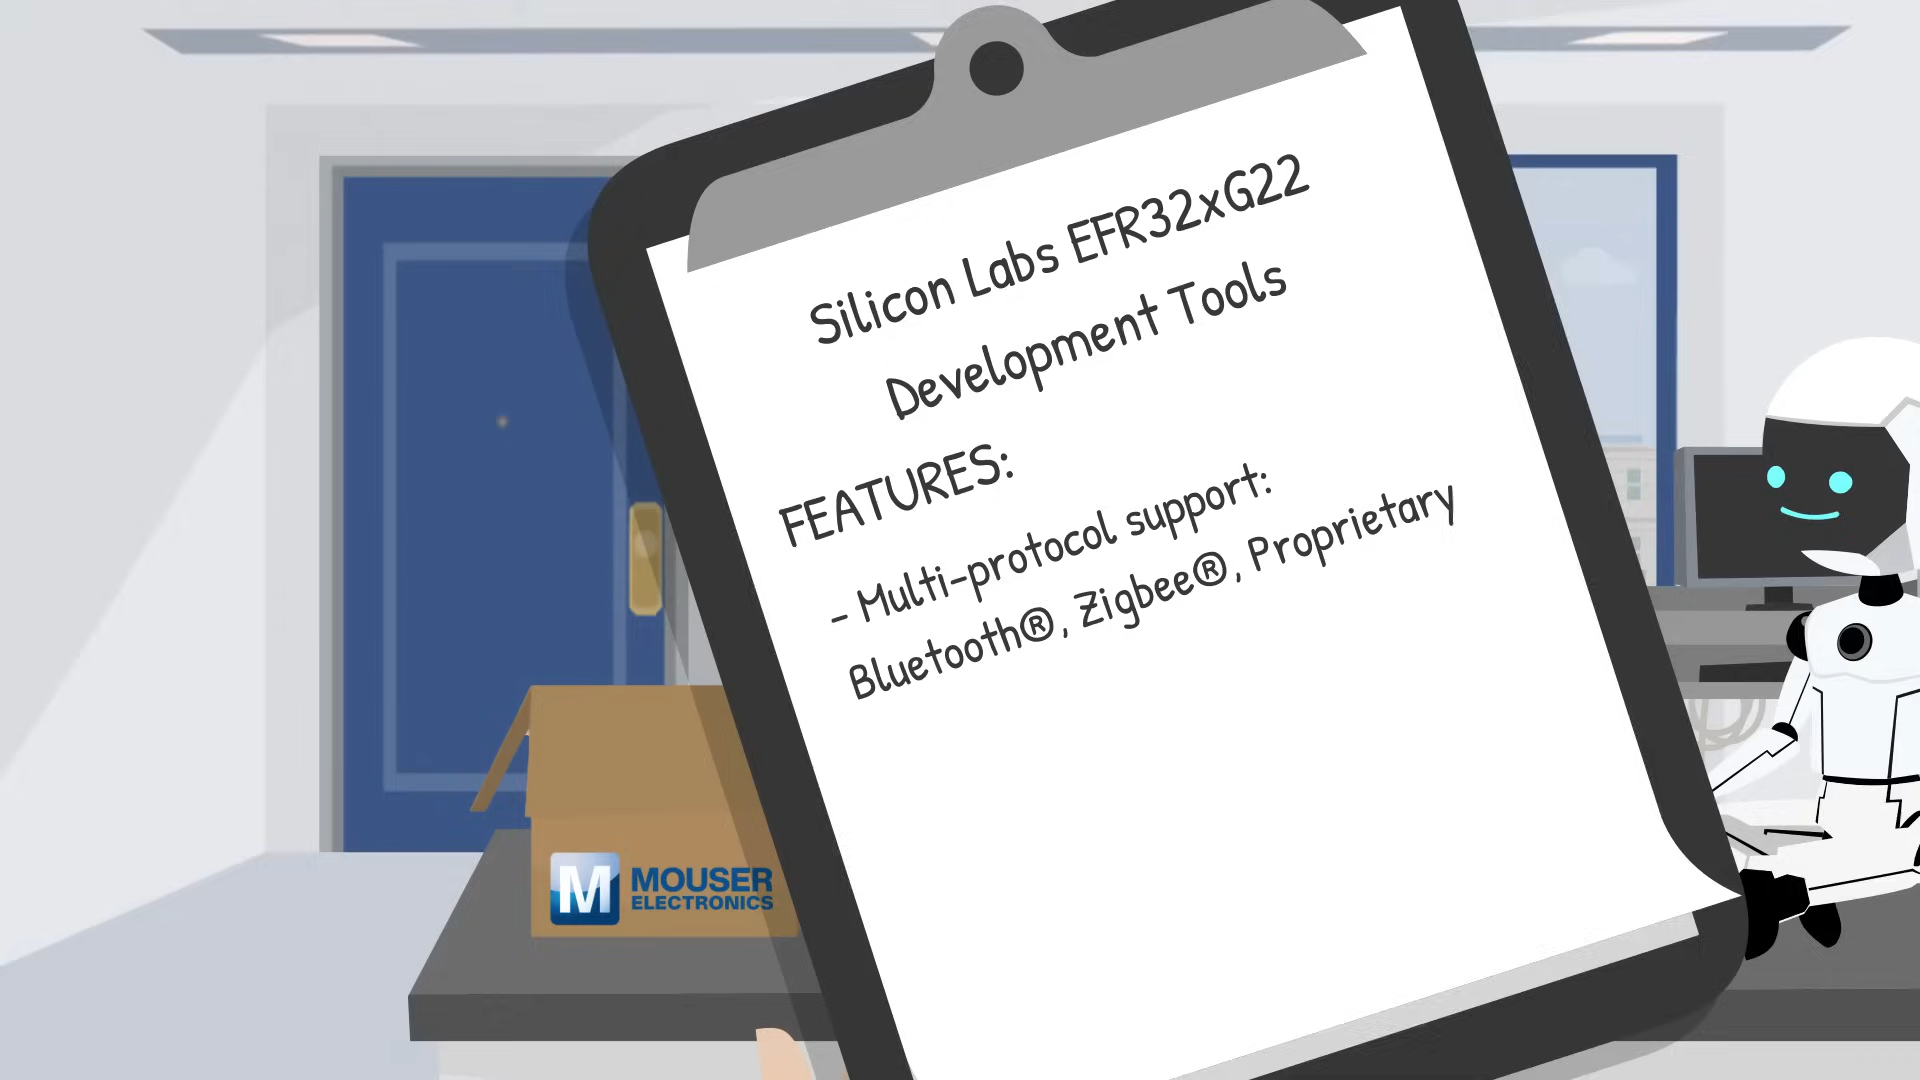 Silicon Labs EFR32xG22
Development Tools
FEATURES:
- Multi-protocol support:
Bluetooth®, Zigbee®, Proprietary
M MOUSER
ELECTRONICS